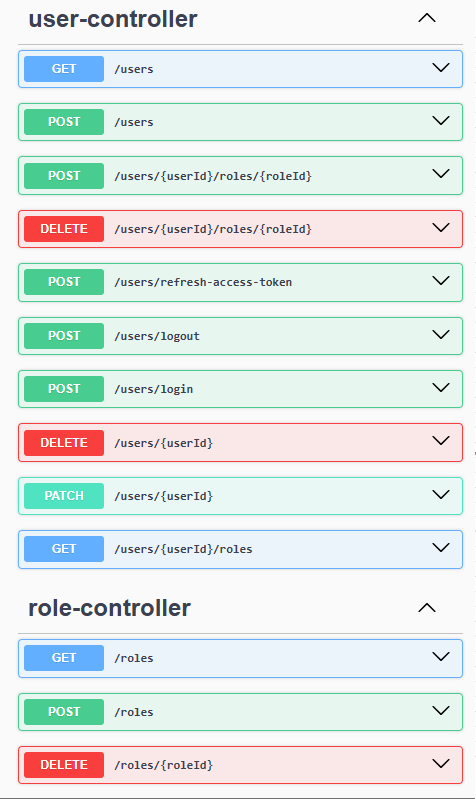 user-controller
GET /users
POST /users
POST /users/{userId}/roles/{roleId}
DELETE /users/{userId}/roles/{roleId}
POST /users/refresh-access-token
POST /users/logout
POST /users/login
DELETE /users/{userId}
PATCH /users/{userId}
GET /users/{userId}/roles
role-controller
GET /roles
POST /roles
DELETE /roles/{roleId}